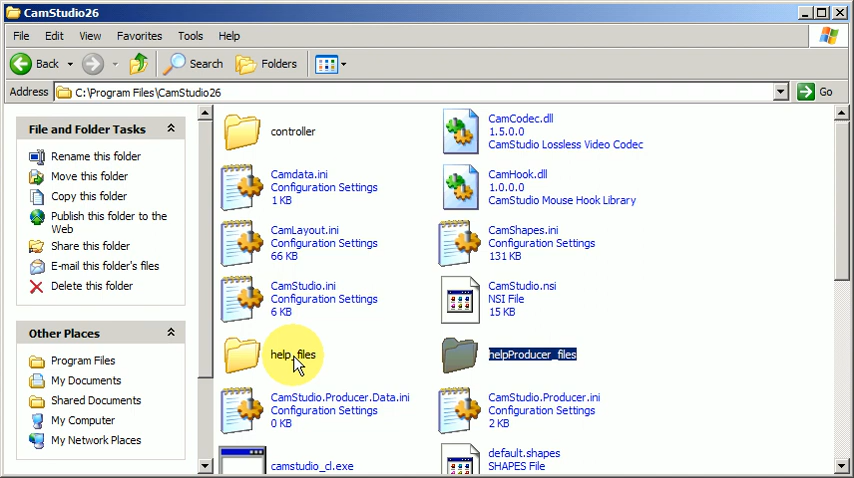 CamStudio26
File Edit View Favorites Tools Help
Back Search Folders
Address C:\Program Files\CamStudio26 Go
File and Folder Tasks
Rename this folder
Move this folder
Copy this folder
Publish this folder to the
Web
Share this folder
E-mail this folder's files
Delete this folder
Other Places
Program Files
My Documents
Shared Documents
My Computer
My Network Places
controller
CamCodec.dll
1.5.0.0
CamStudio Lossless Video Codec
Camdata.ini
Configuration Settings
1 KB
CamHook.dll
1.0.0.0
CamStudio Mouse Hook Library
CamLayout.ini
Configuration Settings
66 KB
CamShapes.ini
Configuration Settings
131 KB
CamStudio.ini
Configuration Settings
6 KB
CamStudio.nsi
NSI File
15 KB
help_files
helpProducer_files
CamStudio.Producer.Data.ini
Configuration Settings
0 KB
CamStudio.Producer.ini
Configuration Settings
2 KB
camstudio_cl.exe
default.shapes
SHAPES File